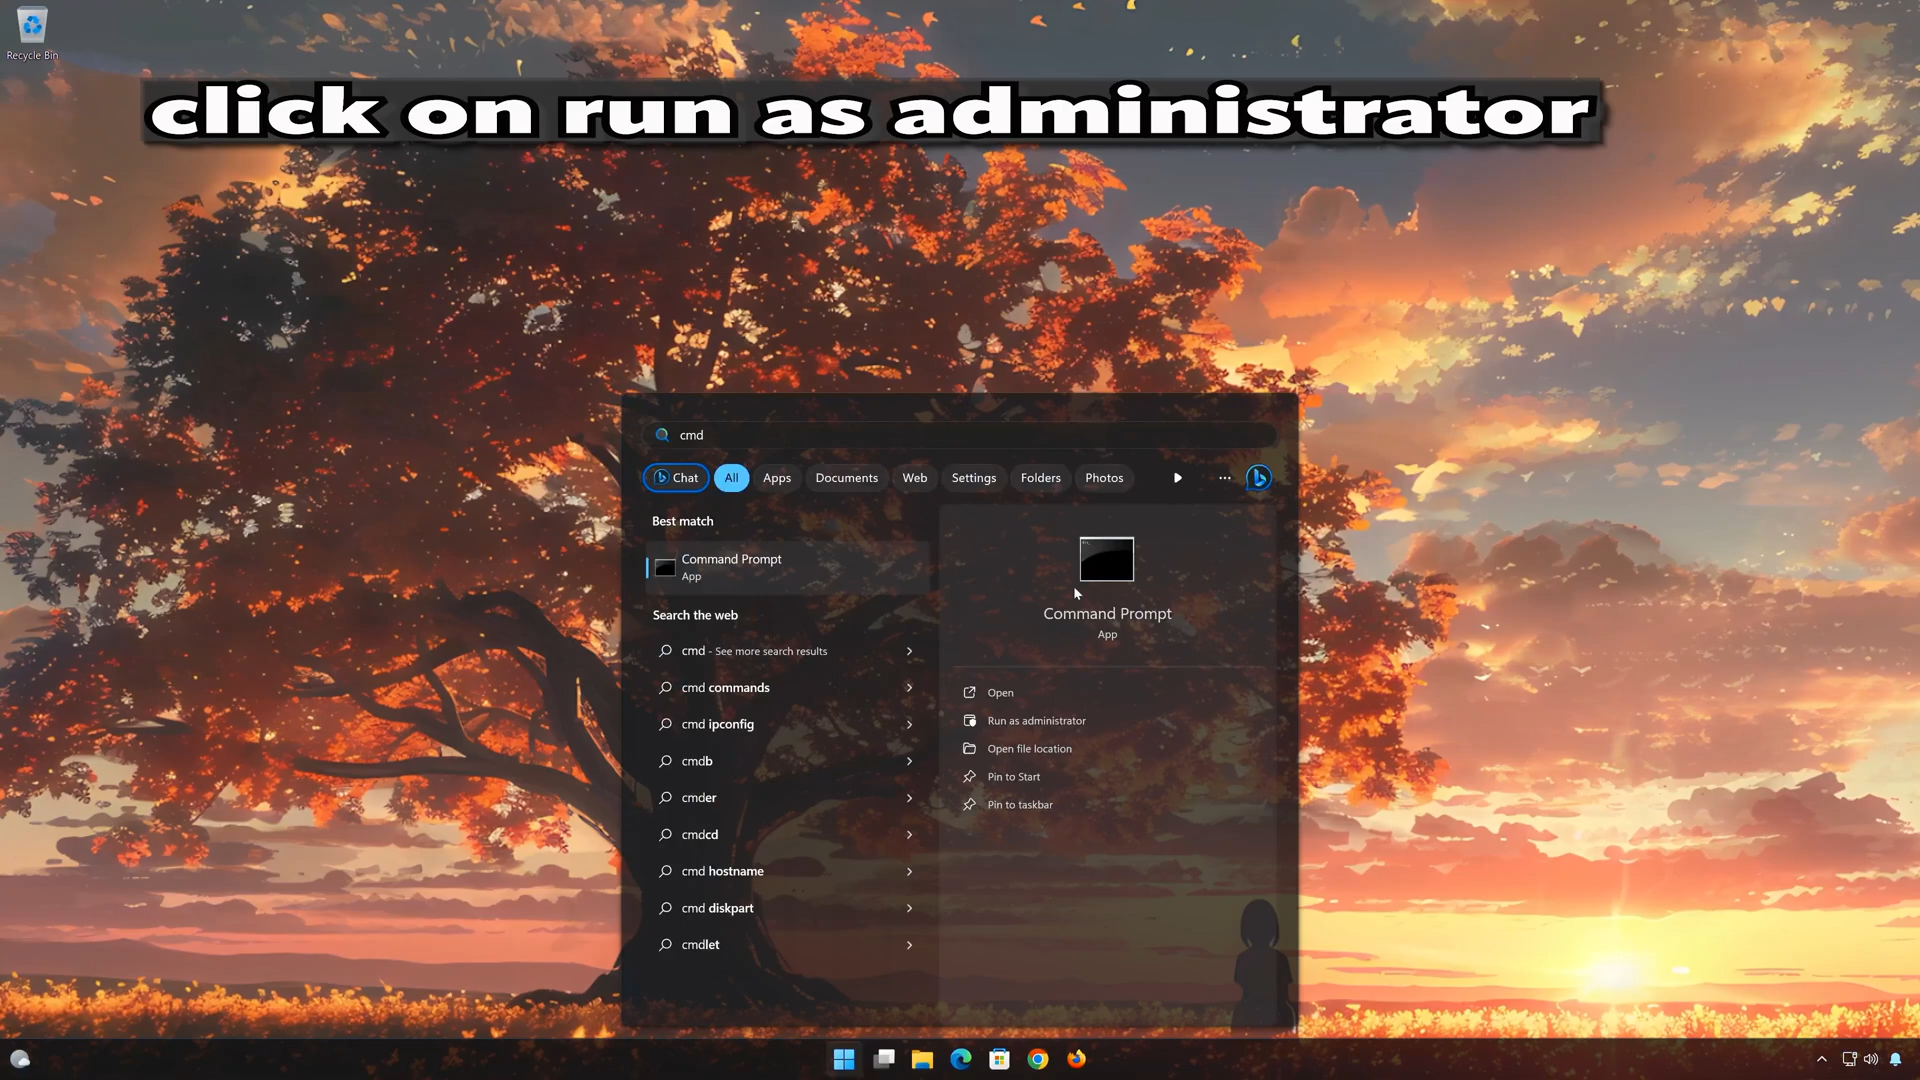 Recycle Bin
click on run as administrator
cmd
Chat
All
Apps
Documents
Web
Settings
Folders
Photos
Best match
Command Prompt
App
Search the web
cmd - See more search results
cmd commands
cmd ipconfig
cmdb
cmder
cmdcd
cmd hostname
cmd diskpart
cmdlet
Command Prompt
App
Open
Run as administrator
Open file location
Pin to Start
Pin to taskbar